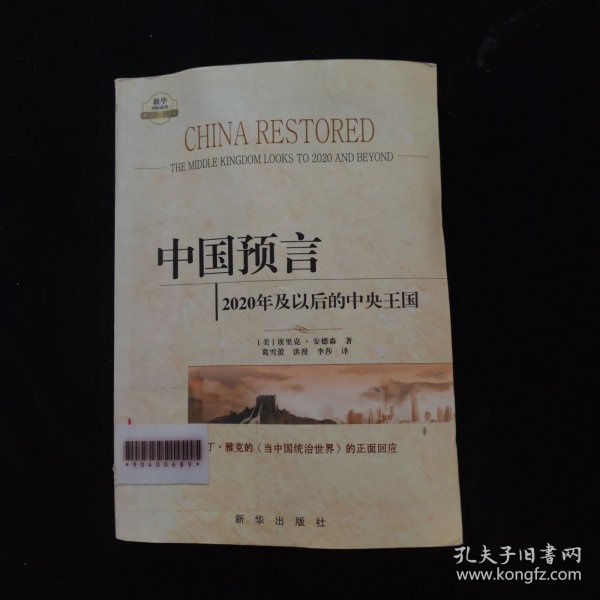 新华
CHINA RESTORED
THE MIDDLE KINGDOM LOOKS TO 2020 AND BEYOND
中国预言
2020年及以后的中央王国
〔美〕埃里克·安德森 著
葛雪蕾 洪漫 李莎 译
丁·雅克的《当中国统治世界》的正面回应
*90400689*
新华出版社
孔夫子旧书网
www.kongfz.com